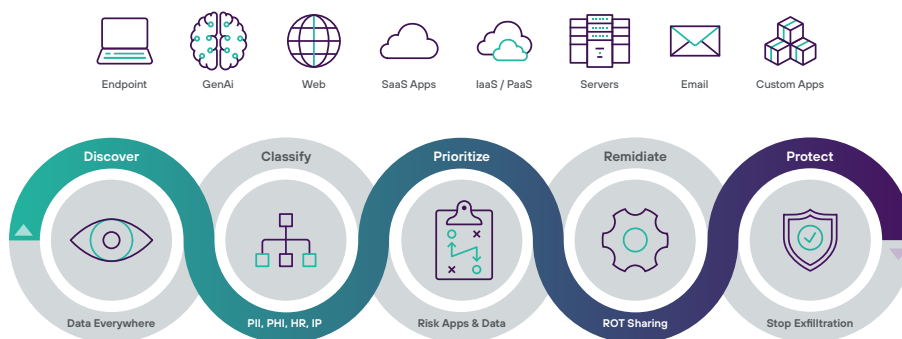 Endpoint
GenAi
Web
SaaS Apps
IaaS / PaaS
Servers
Email
Custom Apps
Discover
Classify
Prioritize
Remidiate
Protect
Data Everywhere
PII, PHI, HR, IP
Risk Apps & Data
ROT Sharing
Stop Exfilltration